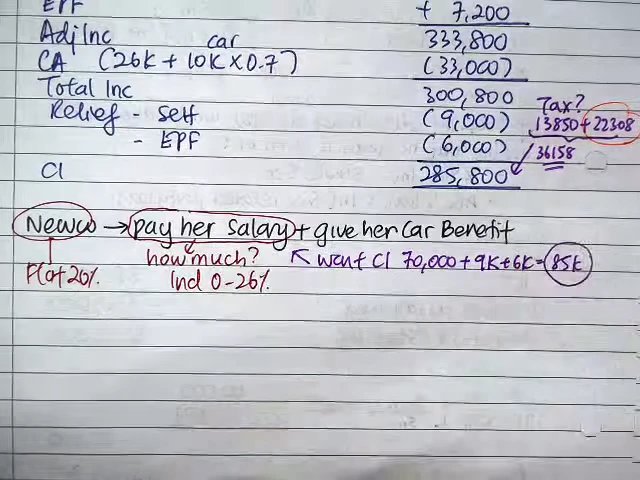 EPF + 7,200
Adj Inc 333,800
car
CA (26K + 10K × 0.7) (33,000)
Total Inc 300,800
Relief - Self (9,000)
Tax?
13850 + 22308
- EPF (6,000)
36158
CI 285,800
Newco → pay her salary + give her Car Benefit
how much? ↖ want CI 70,000 + 9K + 6K = 85K
Flat 20% Ind 0-26%